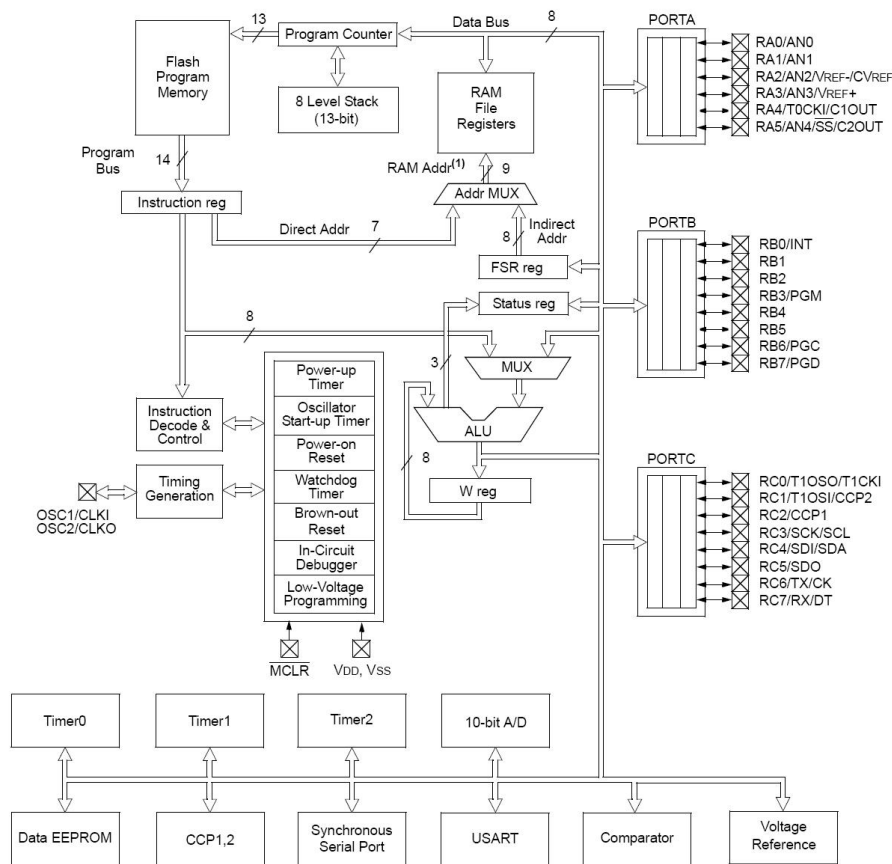 13
Program Counter
Data Bus
8
PORTA
Flash
Program
Memory
8 Level Stack
(13-bit)
RAM
File
Registers
RA0/AN0
RA1/AN1
RA2/AN2/VREF-/CVREF
RA3/AN3/VREF+
RA4/T0CKI/C1OUT
RA5/AN4/SS/C2OUT
Program
Bus
14
RAM Addr(1)
9
Addr MUX
Instruction reg
Direct Addr
7
8
Indirect
Addr
FSR reg
Status reg
PORTB
RB0/INT
RB1
RB2
RB3/PGM
RB4
RB5
RB6/PGC
RB7/PGD
8
3
MUX
ALU
8
W reg
Power-up
Timer
Oscillator
Start-up Timer
Power-on
Reset
Watchdog
Timer
Brown-out
Reset
In-Circuit
Debugger
Low-Voltage
Programming
Instruction
Decode &
Control
Timing
Generation
OSC1/CLKI
OSC2/CLKO
MCLR
VDD, VSS
PORTC
RC0/T1OSO/T1CKI
RC1/T1OSI/CCP2
RC2/CCP1
RC3/SCK/SCL
RC4/SDI/SDA
RC5/SDO
RC6/TX/CK
RC7/RX/DT
Timer0
Timer1
Timer2
10-bit A/D
Data EEPROM
CCP1,2
Synchronous
Serial Port
USART
Comparator
Voltage
Reference